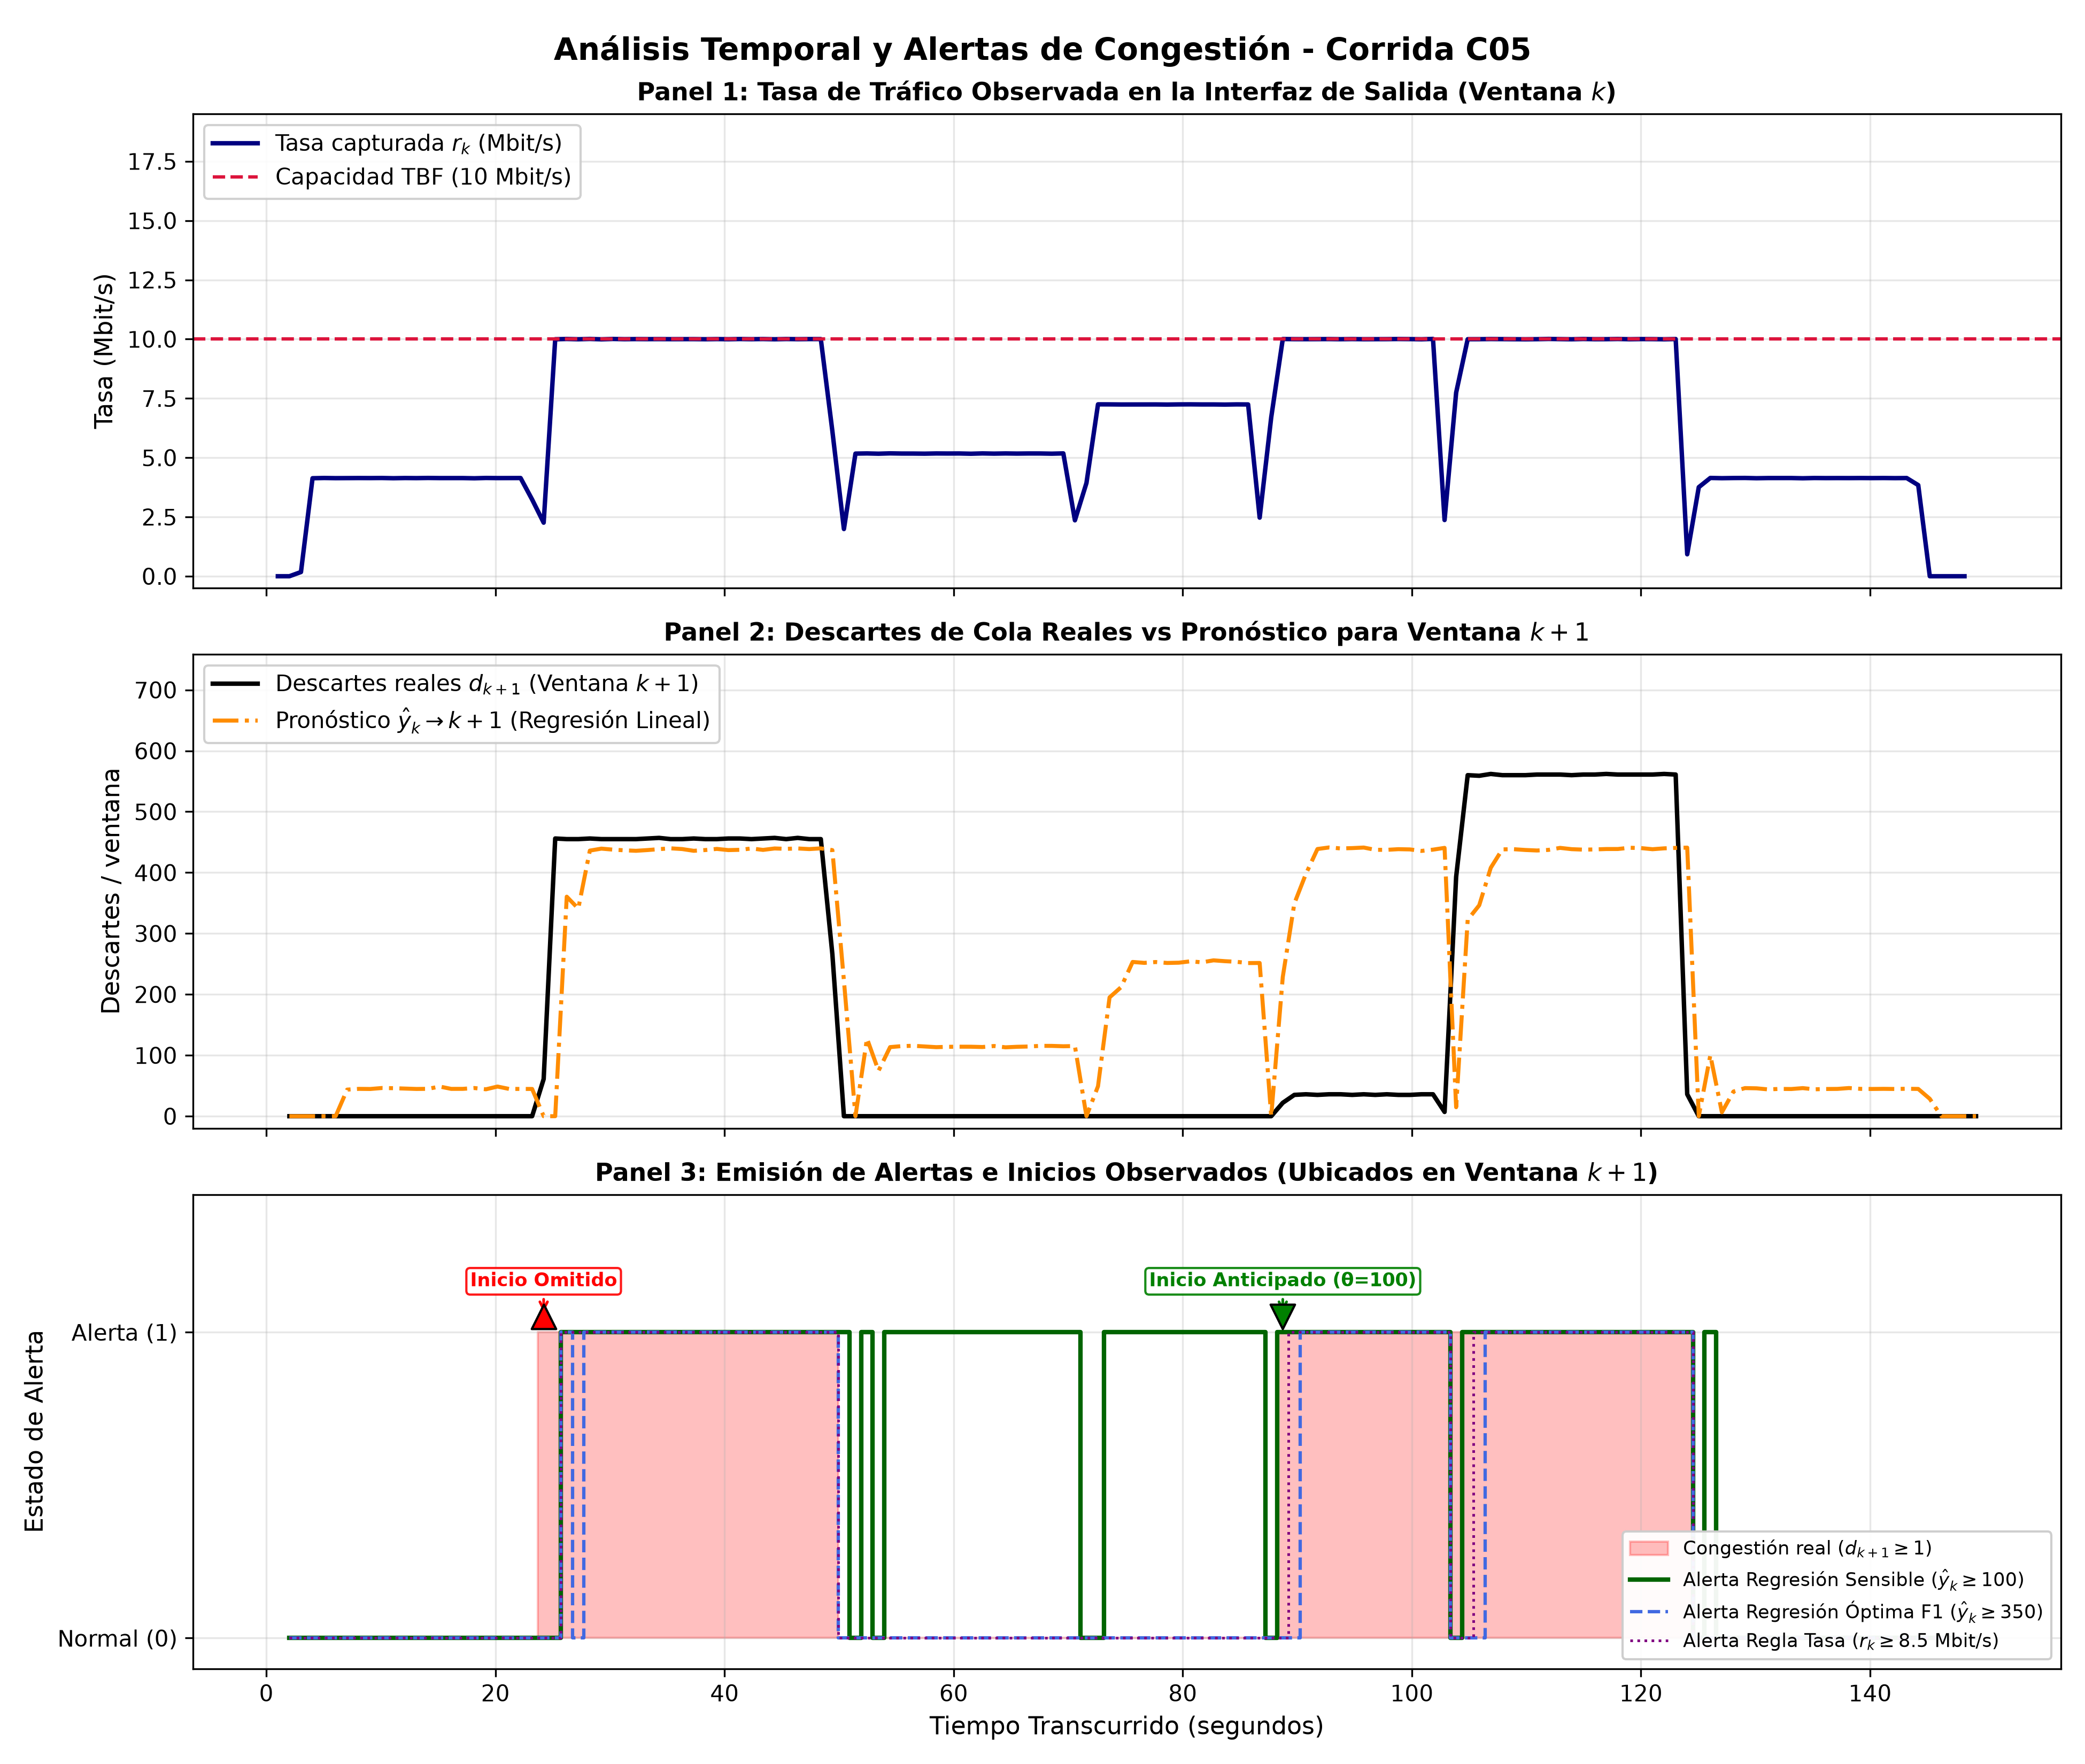 Análisis Temporal y Alertas de Congestión - Corrida C05
Panel 1: Tasa de Tráfico Observada en la Interfaz de Salida (Ventana k)
Tasa capturada r_k (Mbit/s)
Capacidad TBF (10 Mbit/s)
Tasa (Mbit/s)
17.5
15.0
12.5
10.0
7.5
5.0
2.5
0.0
Panel 2: Descartes de Cola Reales vs Pronóstico para Ventana k + 1
Descartes reales d_{k+1} (Ventana k + 1)
Pronóstico ŷ_k → k + 1 (Regresión Lineal)
Descartes / ventana
700
600
500
400
300
200
100
0
Panel 3: Emisión de Alertas e Inicios Observados (Ubicados en Ventana k + 1)
Inicio Omitido
Inicio Anticipado (θ=100)
Estado de Alerta
Alerta (1)
Normal (0)
Congestión real (d_{k+1} ≥ 1)
Alerta Regresión Sensible (ŷ_k ≥ 100)
Alerta Regresión Óptima F1 (ŷ_k ≥ 350)
Alerta Regla Tasa (r_k ≥ 8.5 Mbit/s)
0 20 40 60 80 100 120 140
Tiempo Transcurrido (segundos)